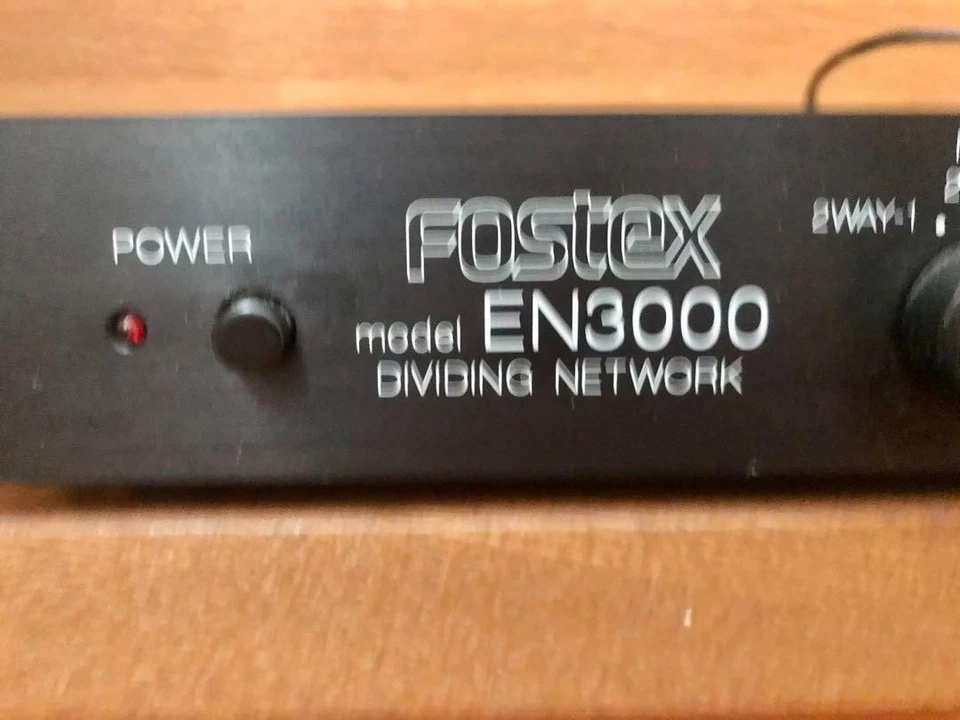 POWER
Fostex
model EN3000
DIVIDING NETWORK
2WAY-1